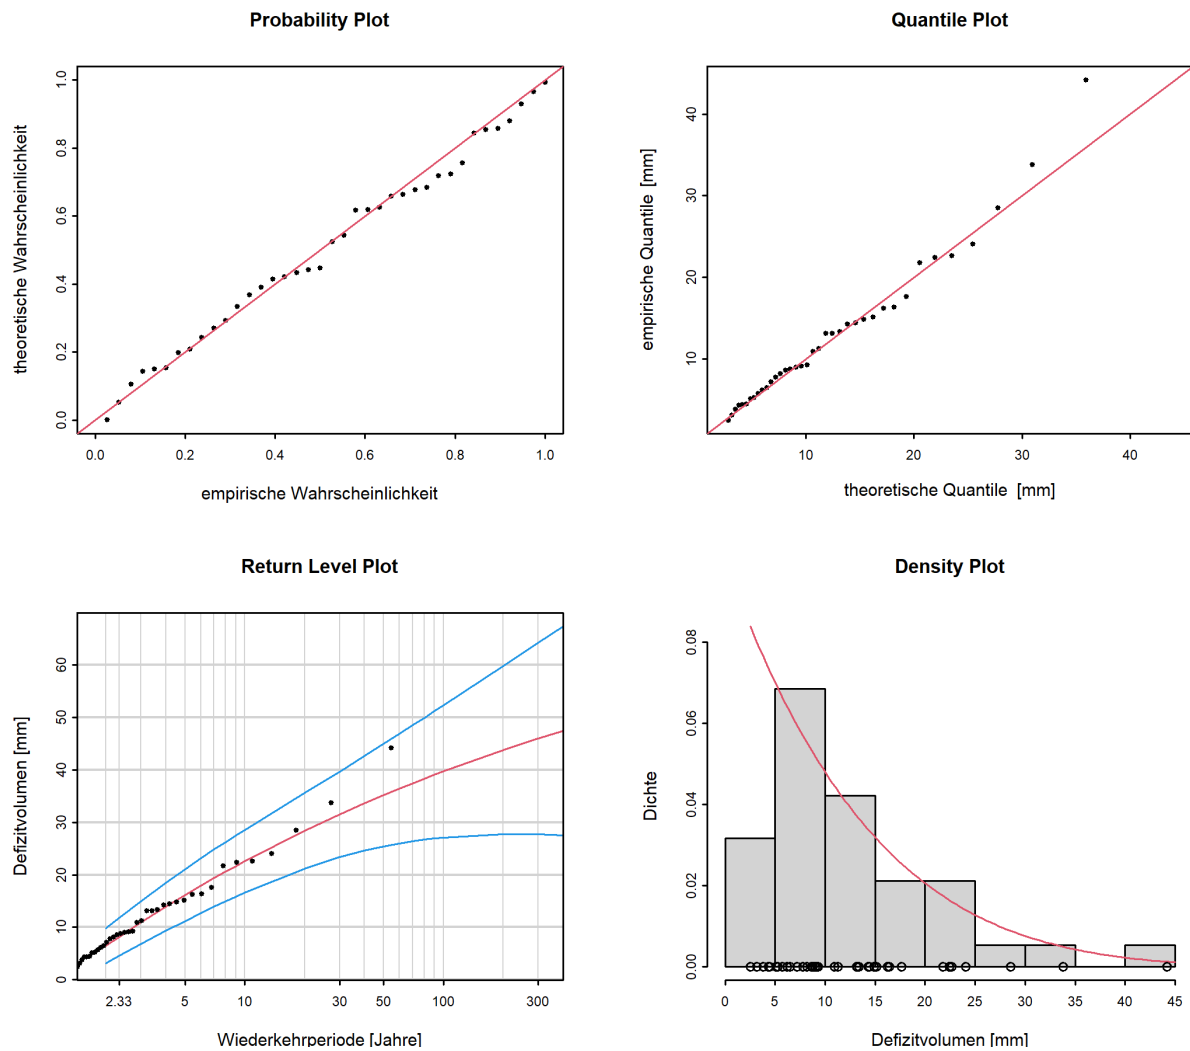 Probability Plot
theoretische Wahrscheinlichkeit
0.0 0.2 0.4 0.6 0.8 1.0
0.0 0.2 0.4 0.6 0.8 1.0
empirische Wahrscheinlichkeit
Quantile Plot
empirische Quantile [mm]
10 20 30 40
10 20 30 40
theoretische Quantile [mm]
Return Level Plot
Defizitvolumen [mm]
0 10 20 30 40 50 60
2.33 5 10 30 50 100 300
Wiederkehrperiode [Jahre]
Density Plot
Dichte
0.00 0.02 0.04 0.06 0.08
0 5 10 15 20 25 30 35 40 45
Defizitvolumen [mm]